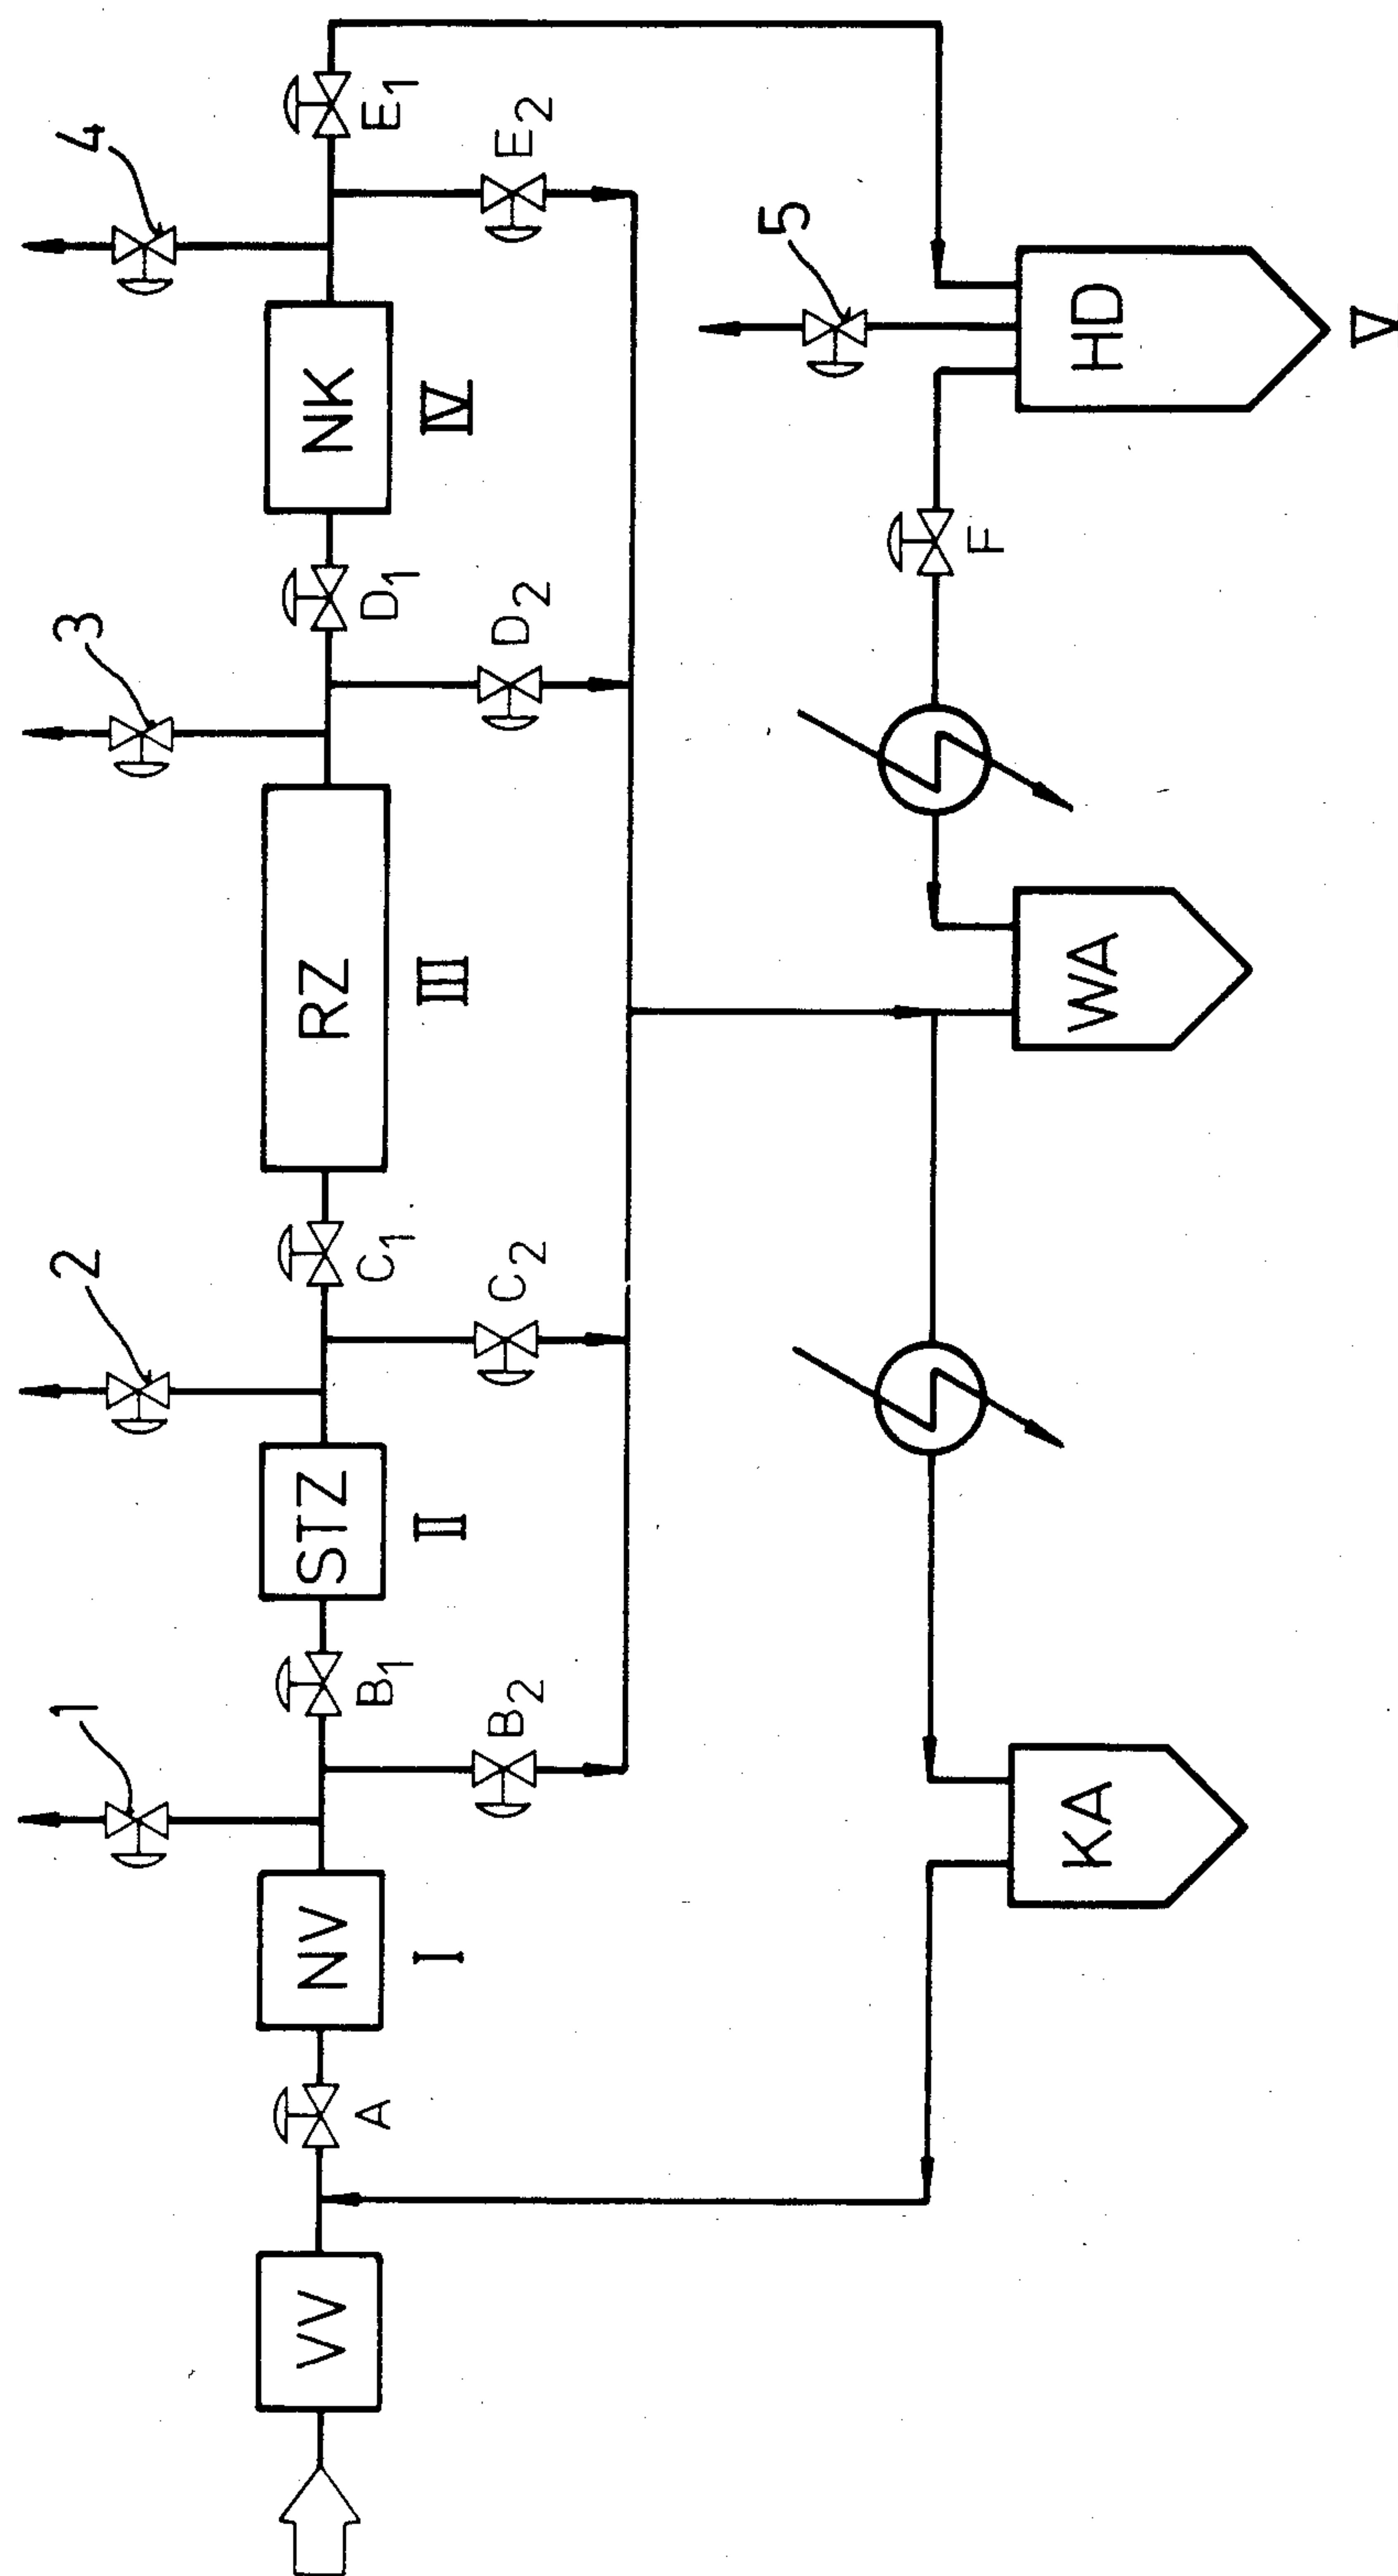 1
2
3
4
VV
A
NV
B1
STZ
C1
RZ
D1
NK
E1
I
II
III
IV
B2
C2
D2
E2
5
F
KA
WA
HD
V